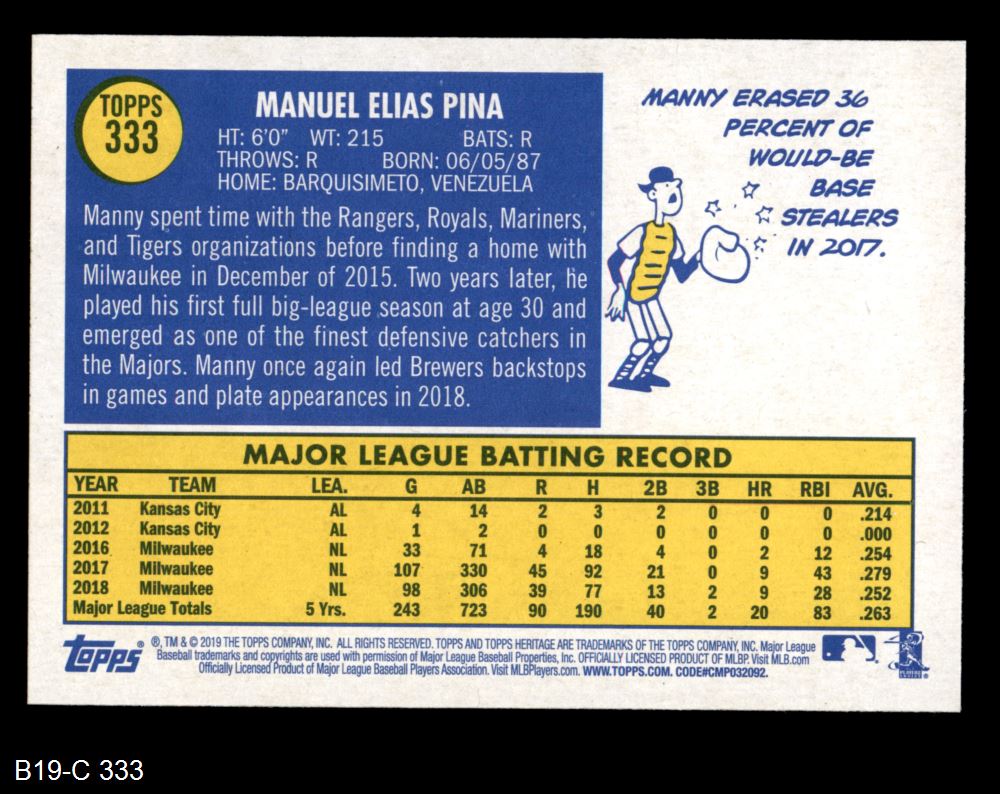 TOPPS
333
MANUEL ELIAS PINA
HT: 6'0" WT: 215 BATS: R
THROWS: R BORN: 06/05/87
HOME: BARQUISIMETO, VENEZUELA
Manny spent time with the Rangers, Royals, Mariners,
and Tigers organizations before finding a home with
Milwaukee in December of 2015. Two years later, he
played his first full big-league season at age 30 and
emerged as one of the finest defensive catchers in
the Majors. Manny once again led Brewers backstops
in games and plate appearances in 2018.
MANNY ERASED 36
PERCENT OF
WOULD-BE
BASE
STEALERS
IN 2017.
MAJOR LEAGUE BATTING RECORD
YEAR TEAM LEA. G AB R H 2B 3B HR RBI AVG.
2011 Kansas City AL 4 14 2 3 2 0 0 0 .214
2012 Kansas City AL 1 2 0 0 0 0 0 0 .000
2016 Milwaukee NL 33 71 4 18 4 0 2 12 .254
2017 Milwaukee NL 107 330 45 92 21 0 9 43 .279
2018 Milwaukee NL 98 306 39 77 13 2 9 28 .252
Major League Totals 5 Yrs. 243 723 90 190 40 2 20 83 .263
Topps® ®, TM & © 2019 THE TOPPS COMPANY, INC. ALL RIGHTS RESERVED. TOPPS AND TOPPS HERITAGE ARE TRADEMARKS OF THE TOPPS COMPANY, INC. Major League
Baseball trademarks and copyrights are used with permission of Major League Baseball Properties, Inc. OFFICIALLY LICENSED PRODUCT OF MLBP. Visit MLB.com
Officially Licensed Product of Major League Baseball Players Association. Visit MLBPlayers.com. WWW.TOPPS.COM. CODE#CMP032092.
B19-C 333